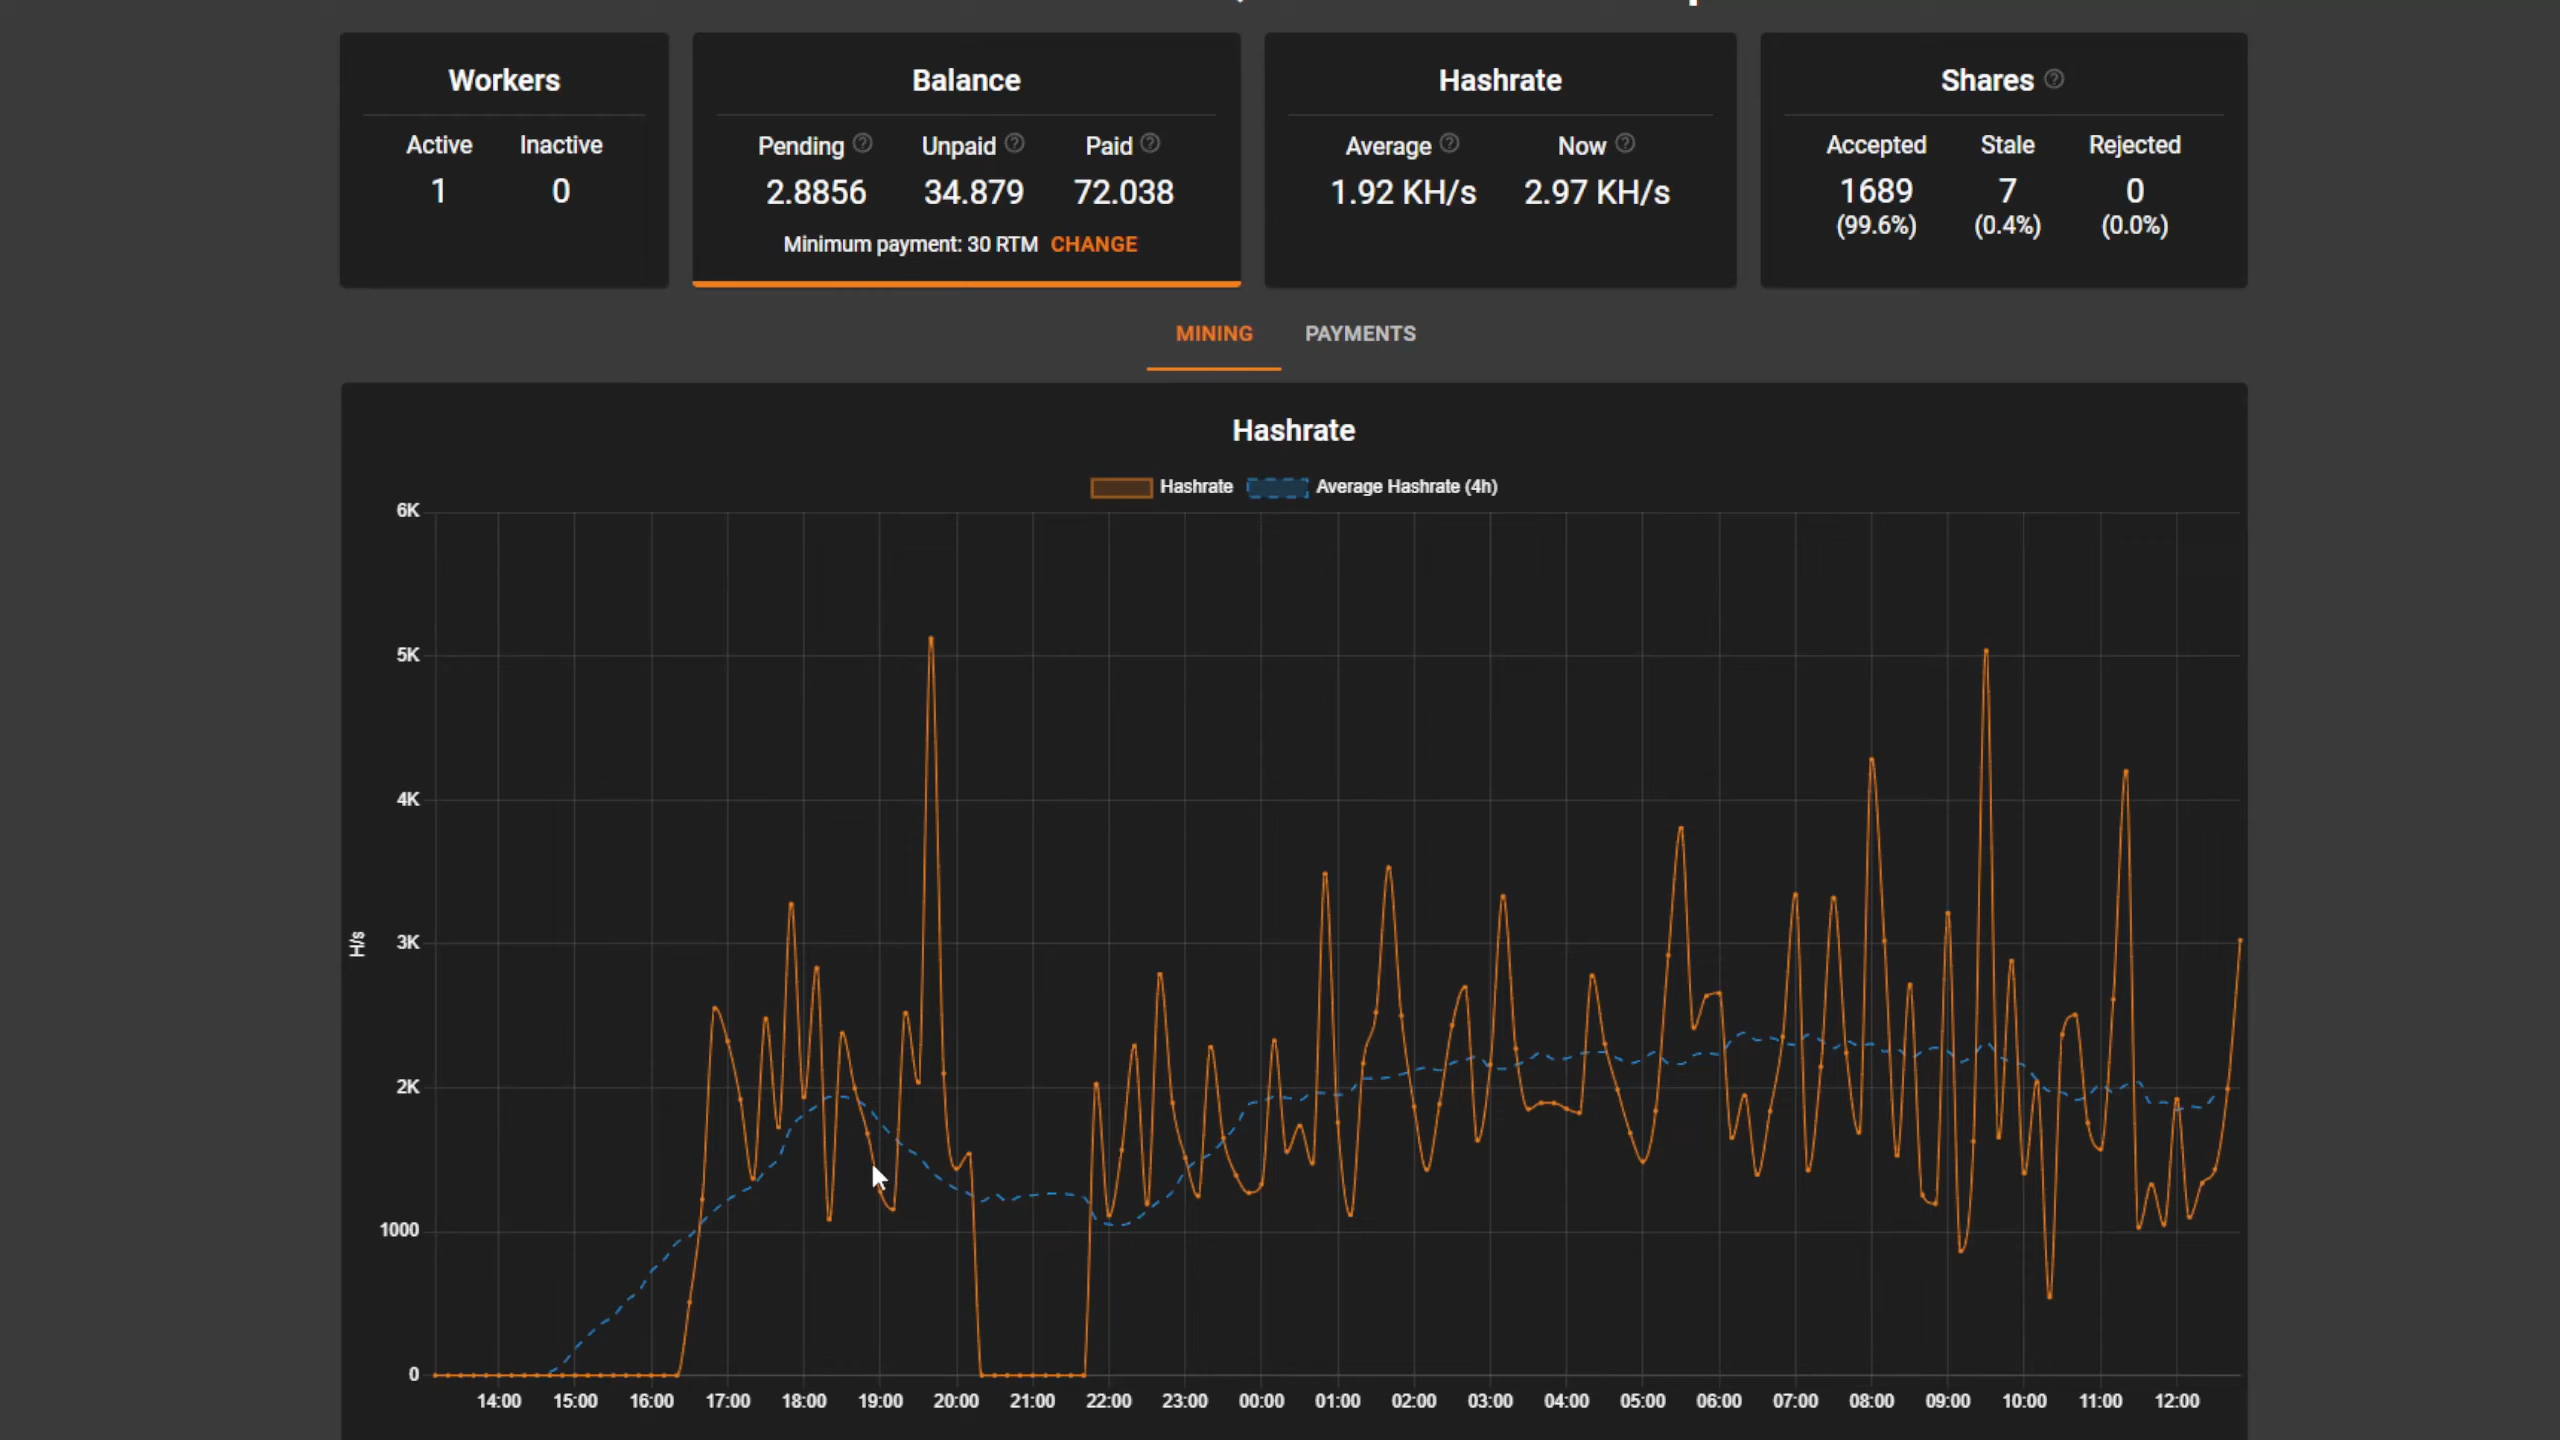 Workers
Active Inactive
1 0
Balance
Pending Unpaid Paid
2.8856 34.879 72.038
Minimum payment: 30 RTM CHANGE
Hashrate
Average Now
1.92 KH/s 2.97 KH/s
Shares
Accepted Stale Rejected
1689 7 0
(99.6%) (0.4%) (0.0%)
MINING PAYMENTS
Hashrate
Hashrate Average Hashrate (4h)
6K
5K
4K
3K
2K
1000
0
H/s
14:00 15:00 16:00 17:00 18:00 19:00 20:00 21:00 22:00 23:00 00:00 01:00 02:00 03:00 04:00 05:00 06:00 07:00 08:00 09:00 10:00 11:00 12:00